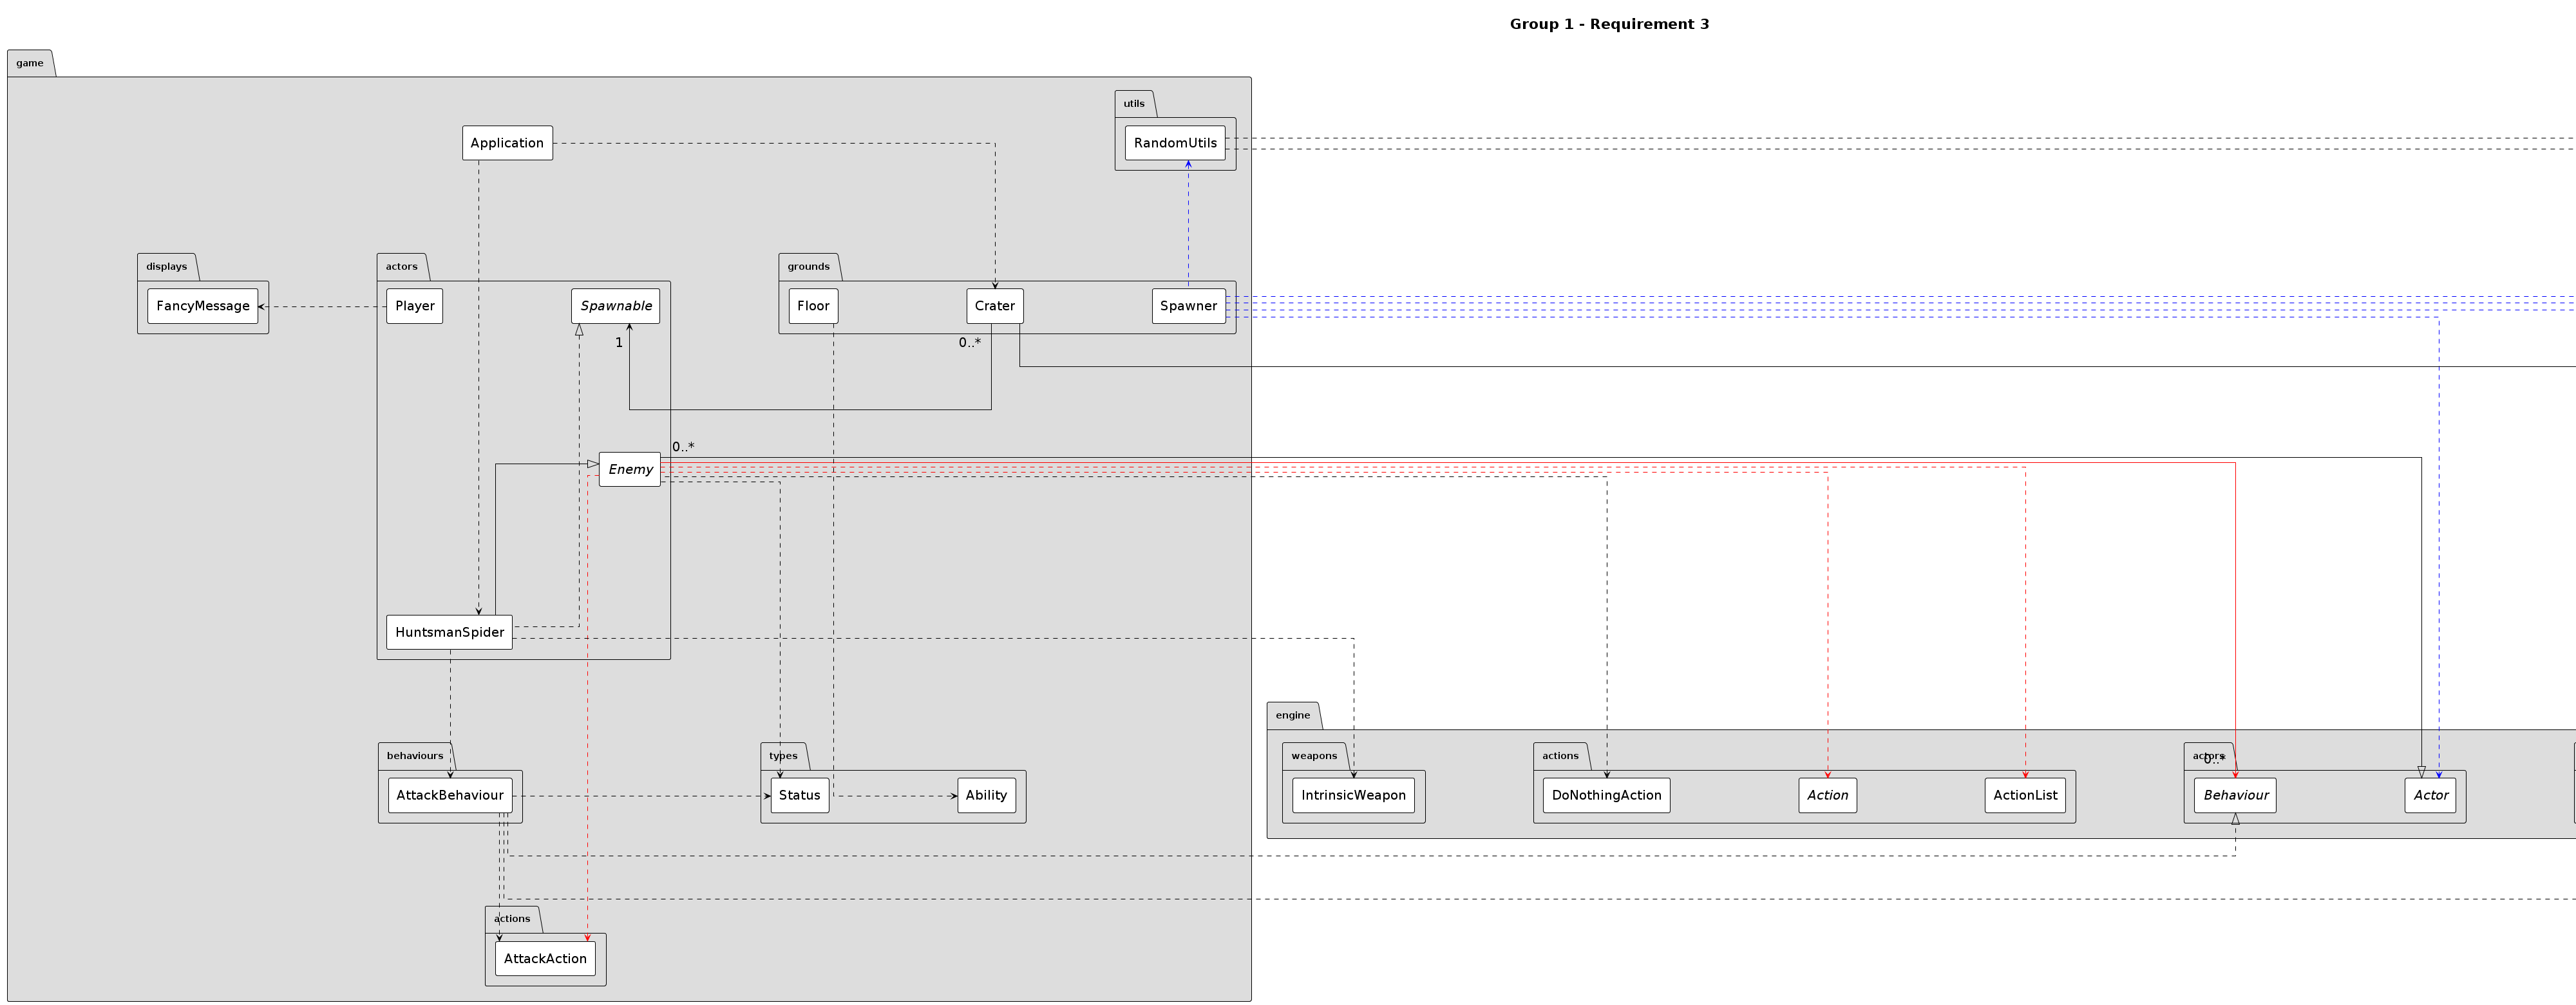 Group 1 - Requirement 3
game
utils
Application
RandomUtils
displays
actors
grounds
FancyMessage
Player
Spawnable
Floor
Crater
Spawner
1
0..*
0..*
Enemy
HuntsmanSpider
engine
behaviours
types
weapons
actions
actors
0..*
AttackBehaviour
Status
Ability
IntrinsicWeapon
DoNothingAction
Action
ActionList
Behaviour
Actor
actions
AttackAction